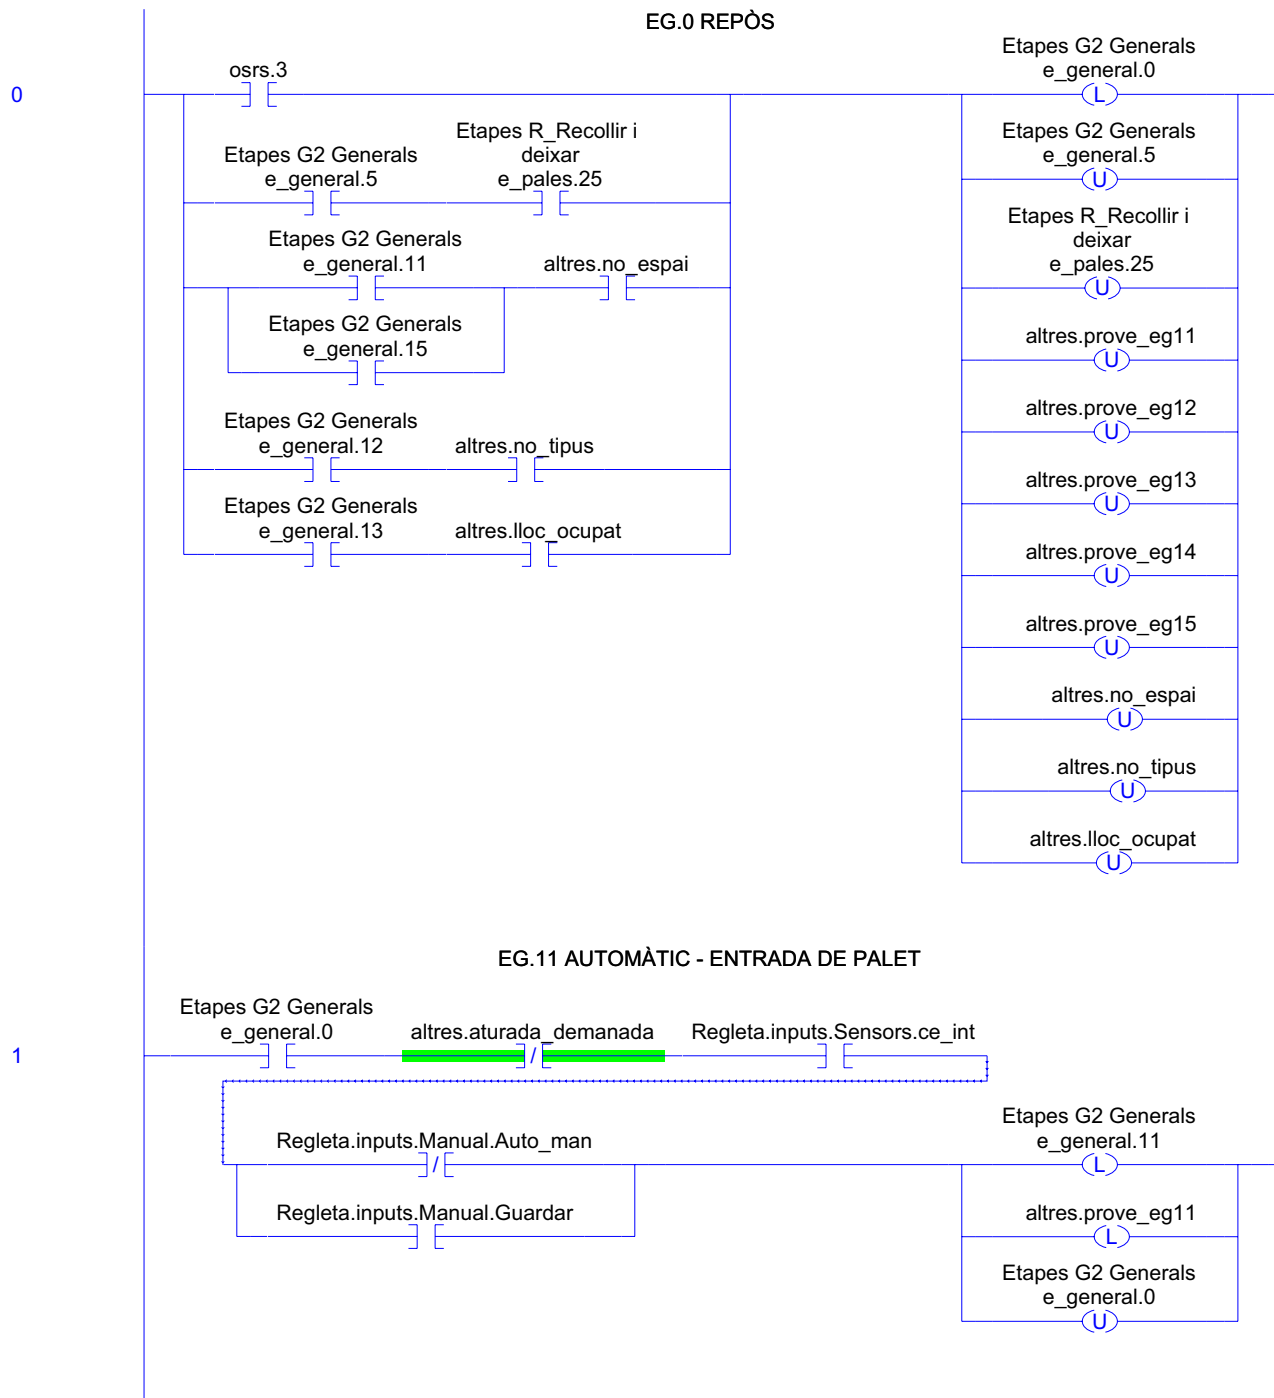 EG.0 REPÒS
0
osrs.3
Etapes G2 Generals
e_general.0
L
Etapes G2 Generals
e_general.5
Etapes R_Recollir i
deixar
e_pales.25
Etapes G2 Generals
e_general.5
U
Etapes G2 Generals
e_general.11
altres.no_espai
Etapes R_Recollir i
deixar
e_pales.25
U
Etapes G2 Generals
e_general.15
altres.prove_eg11
U
Etapes G2 Generals
e_general.12
altres.no_tipus
altres.prove_eg12
U
Etapes G2 Generals
e_general.13
altres.lloc_ocupat
altres.prove_eg13
U
altres.prove_eg14
U
altres.prove_eg15
U
altres.no_espai
U
altres.no_tipus
U
altres.lloc_ocupat
U
EG.11 AUTOMÀTIC - ENTRADA DE PALET
1
Etapes G2 Generals
e_general.0
altres.aturada_demanada
/
Regleta.inputs.Sensors.ce_int
Regleta.inputs.Manual.Auto_man
/
Etapes G2 Generals
e_general.11
L
Regleta.inputs.Manual.Guardar
altres.prove_eg11
L
Etapes G2 Generals
e_general.0
U